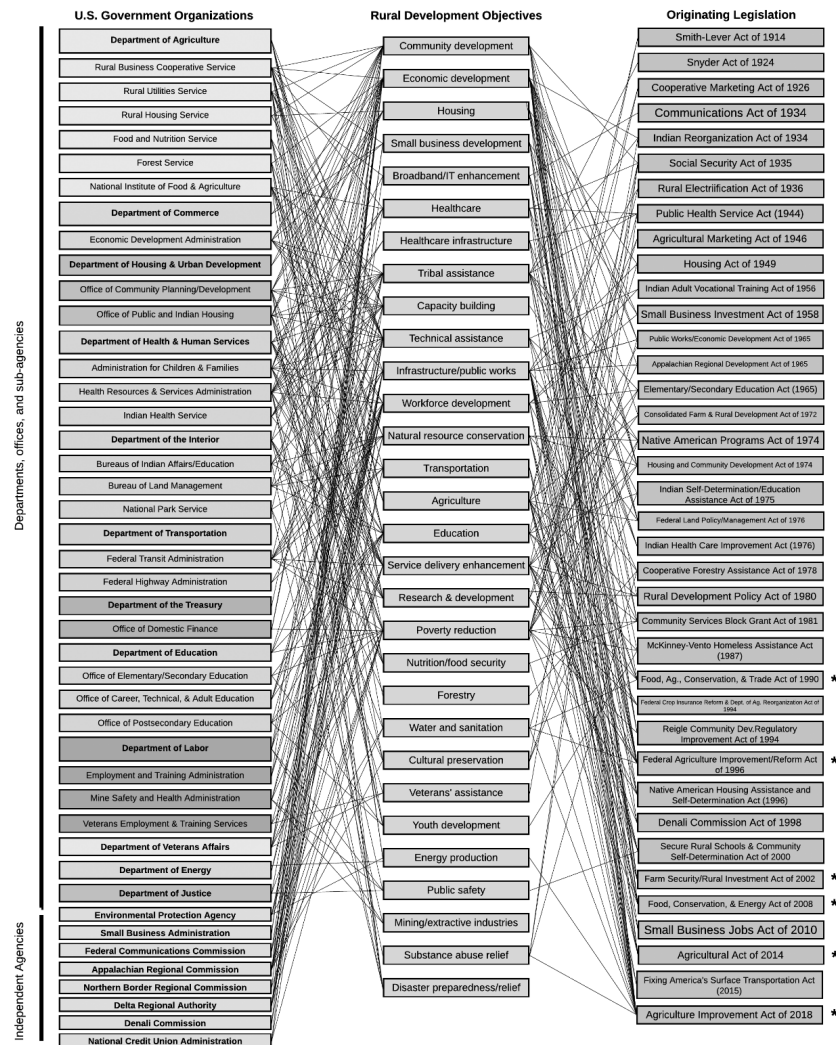 U.S. Government Organizations
Department of Agriculture
Rural Business Cooperative Service
Rural Utilities Service
Rural Housing Service
Food and Nutrition Service
Forest Service
National Institute of Food & Agriculture
Department of Commerce
Economic Development Administration
Department of Housing & Urban Development
Office of Community Planning/Development
Office of Public and Indian Housing
Department of Health & Human Services
Administration for Children & Families
Health Resources & Services Administration
Indian Health Service
Department of the Interior
Bureaus of Indian Affairs/Education
Bureau of Land Management
National Park Service
Department of Transportation
Federal Transit Administration
Federal Highway Administration
Department of the Treasury
Office of Domestic Finance
Department of Education
Office of Elementary/Secondary Education
Office of Career, Technical, & Adult Education
Office of Postsecondary Education
Department of Labor
Employment and Training Administration
Mine Safety and Health Administration
Veterans Employment & Training Services
Department of Veterans Affairs
Department of Energy
Department of Justice
Environmental Protection Agency
Small Business Administration
Federal Communications Commission
Appalachian Regional Commission
Northern Border Regional Commission
Delta Regional Authority
Denali Commission
National Credit Union Administration
Departments, offices, and sub-agencies
Independent Agencies
Rural Development Objectives
Community development
Economic development
Housing
Small business development
Broadband/IT enhancement
Healthcare
Healthcare infrastructure
Tribal assistance
Capacity building
Technical assistance
Infrastructure/public works
Workforce development
Natural resource conservation
Transportation
Agriculture
Education
Service delivery enhancement
Research & development
Poverty reduction
Nutrition/food security
Forestry
Water and sanitation
Cultural preservation
Veterans' assistance
Youth development
Energy production
Public safety
Mining/extractive industries
Substance abuse relief
Disaster preparedness/relief
Originating Legislation
Smith-Lever Act of 1914
Snyder Act of 1924
Cooperative Marketing Act of 1926
Communications Act of 1934
Indian Reorganization Act of 1934
Social Security Act of 1935
Rural Electriification Act of 1936
Public Health Service Act (1944)
Agricultural Marketing Act of 1946
Housing Act of 1949
Indian Adult Vocational Training Act of 1956
Small Business Investment Act of 1958
Public Works/Economic Development Act of 1965
Appalachian Regional Development Act of 1965
Elementary/Secondary Education Act (1965)
Consolidated Farm & Rural Development Act of 1972
Native American Programs Act of 1974
Housing and Community Development Act of 1974
Indian Self-Determination/Education
Assistance Act of 1975
Federal Land Policy/Management Act of 1976
Indian Health Care Improvement Act (1976)
Cooperative Forestry Assistance Act of 1978
Rural Development Policy Act of 1980
Community Services Block Grant Act of 1981
McKinney-Vento Homeless Assistance Act
(1987)
Food, Ag., Conservation, & Trade Act of 1990 *
Federal Crop Insurance Reform & Dept. of Ag. Reorganization Act of
1994
Reigle Community Dev.Regulatory
Improvement Act of 1994
Federal Agriculture Improvement/Reform Act *
of 1996
Native American Housing Assistance and
Self-Determination Act (1996)
Denali Commission Act of 1998
Secure Rural Schools & Community
Self-Determination Act of 2000
Farm Security/Rural Investment Act of 2002 *
Food, Conservation, & Energy Act of 2008 *
Small Business Jobs Act of 2010
Agricultural Act of 2014 *
Fixing America's Surface Transportation Act
(2015)
Agriculture Improvement Act of 2018 *